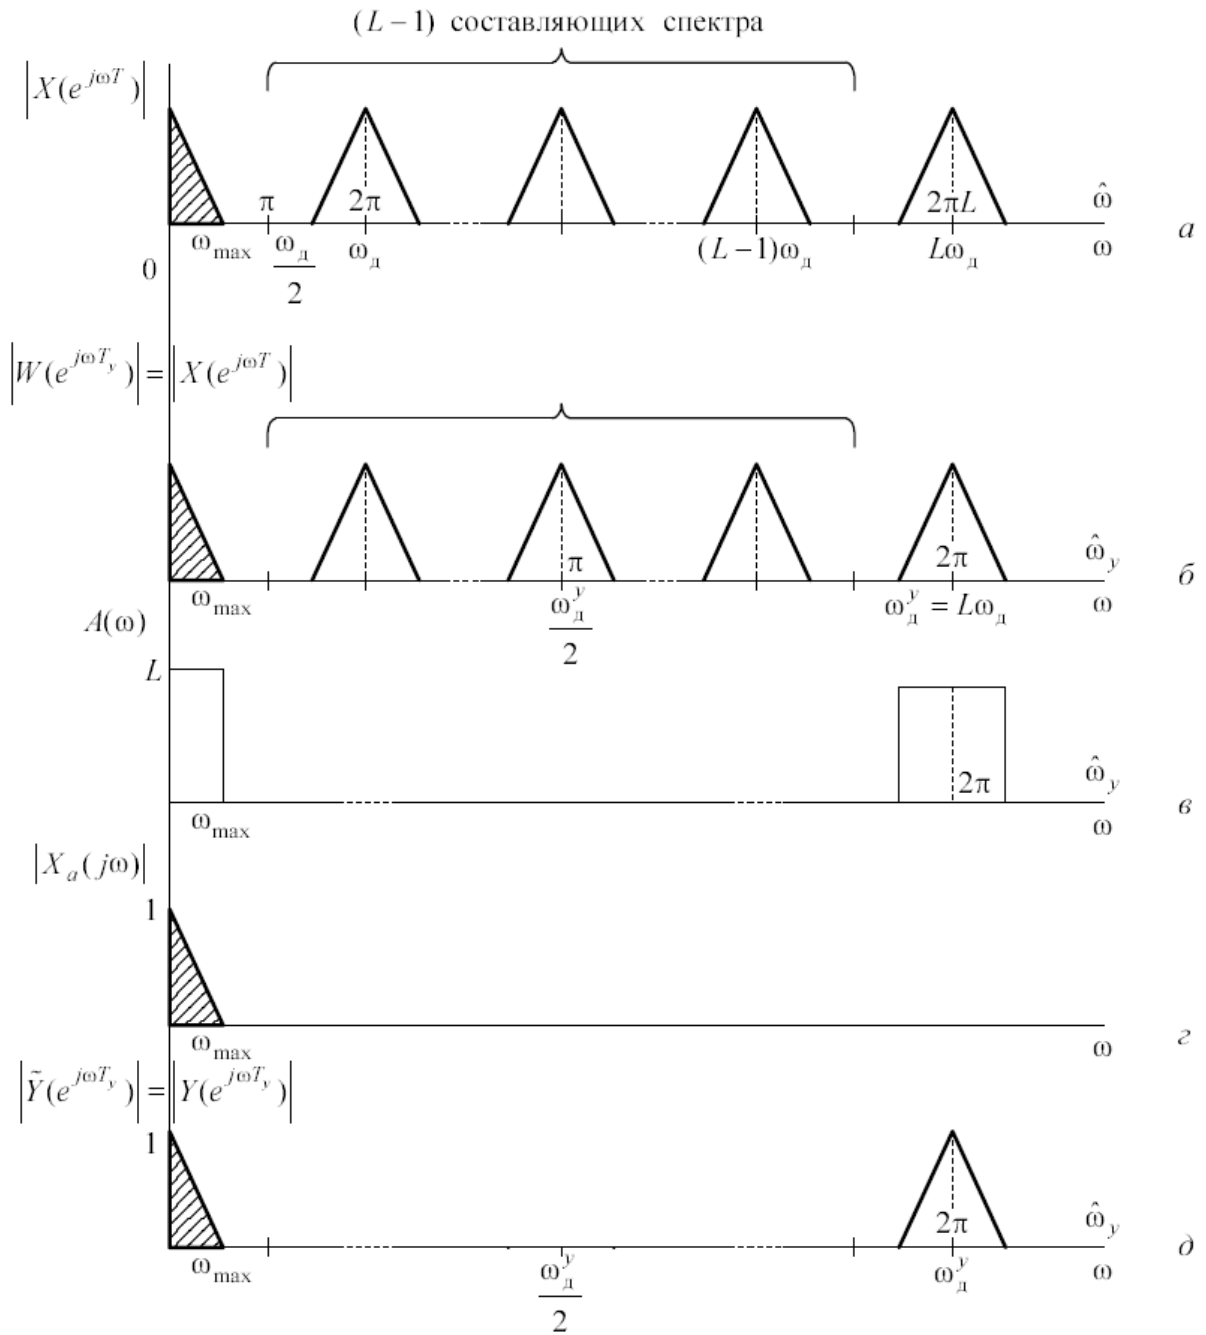 (L − 1) составляющих спектра
|X(e^{jωT})|
π 2π 2πL ω̂
0 ω_max ω_д/2 ω_д (L − 1)ω_д Lω_д ω а
|W(e^{jωT_y})| = |X(e^{jωT})|
π 2π ω̂_y
ω_max ω_д^y/2 ω_д^y = Lω_д ω б
A(ω)
L
2π ω̂_y
ω_max ω в
|X_a(jω)|
1
ω_max ω г
|Ỹ(e^{jωT_y})| = |Y(e^{jωT_y})|
1
2π ω̂_y
ω_max ω_д^y/2 ω_д^y ω д